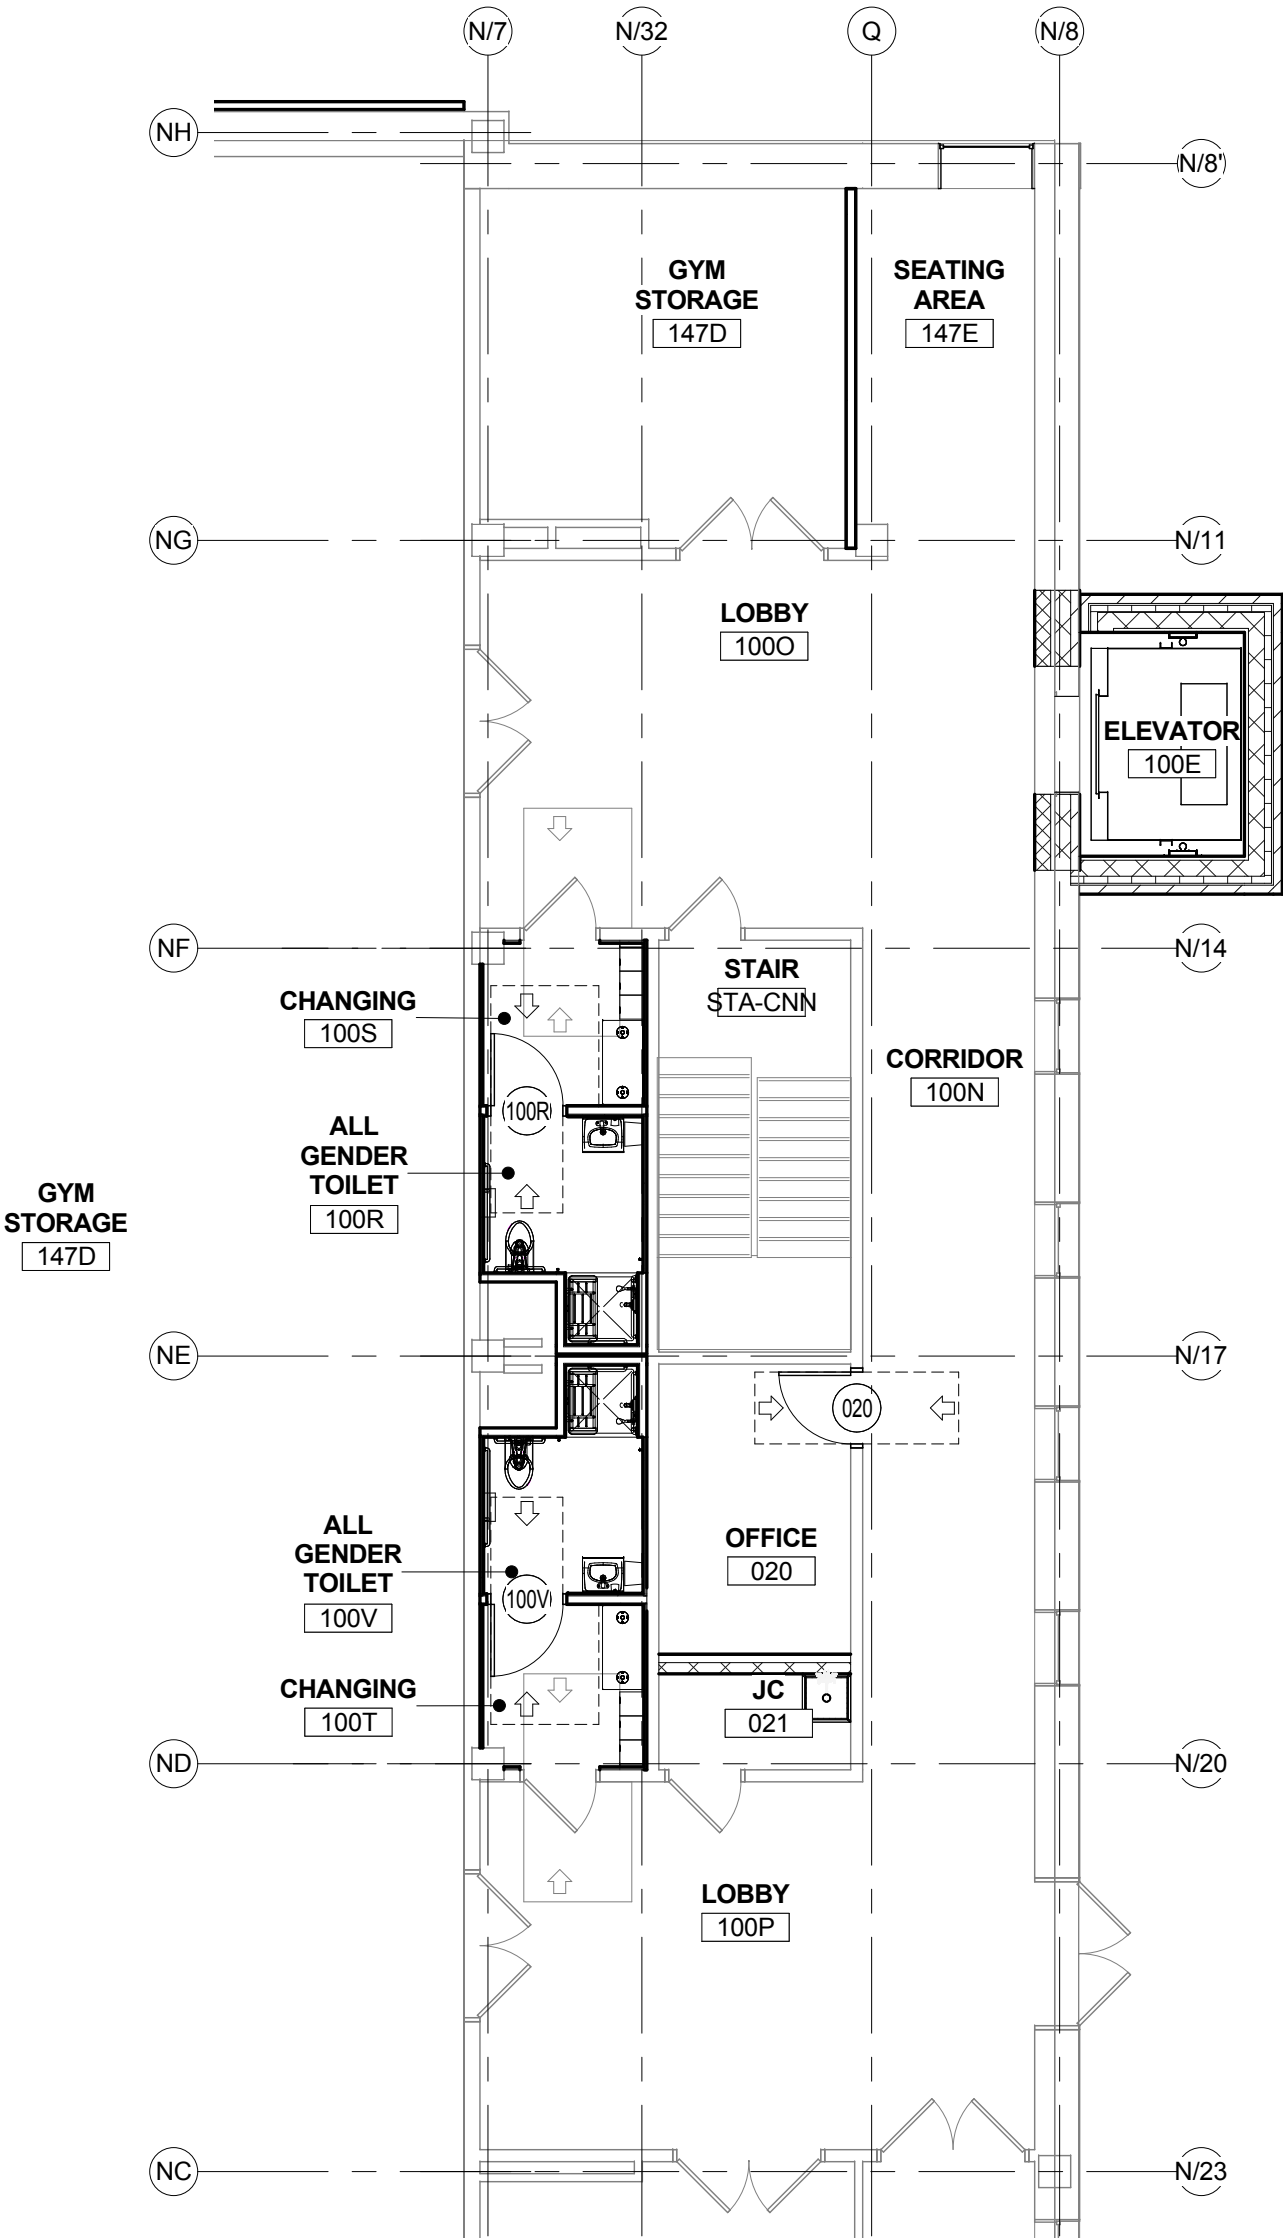 N/7
N/32
Q
N/8
NH
N/8'
GYM
STORAGE
147D
SEATING
AREA
147E
NG
N/11
LOBBY
100O
ELEVATOR
100E
NF
N/14
STAIR
STA-CNN
CHANGING
100S
CORRIDOR
100N
100R
ALL
GENDER
TOILET
100R
GYM
STORAGE
147D
NE
N/17
020
OFFICE
020
ALL
GENDER
TOILET
100V
100V
CHANGING
100T
JC
021
ND
N/20
LOBBY
100P
NC
N/23